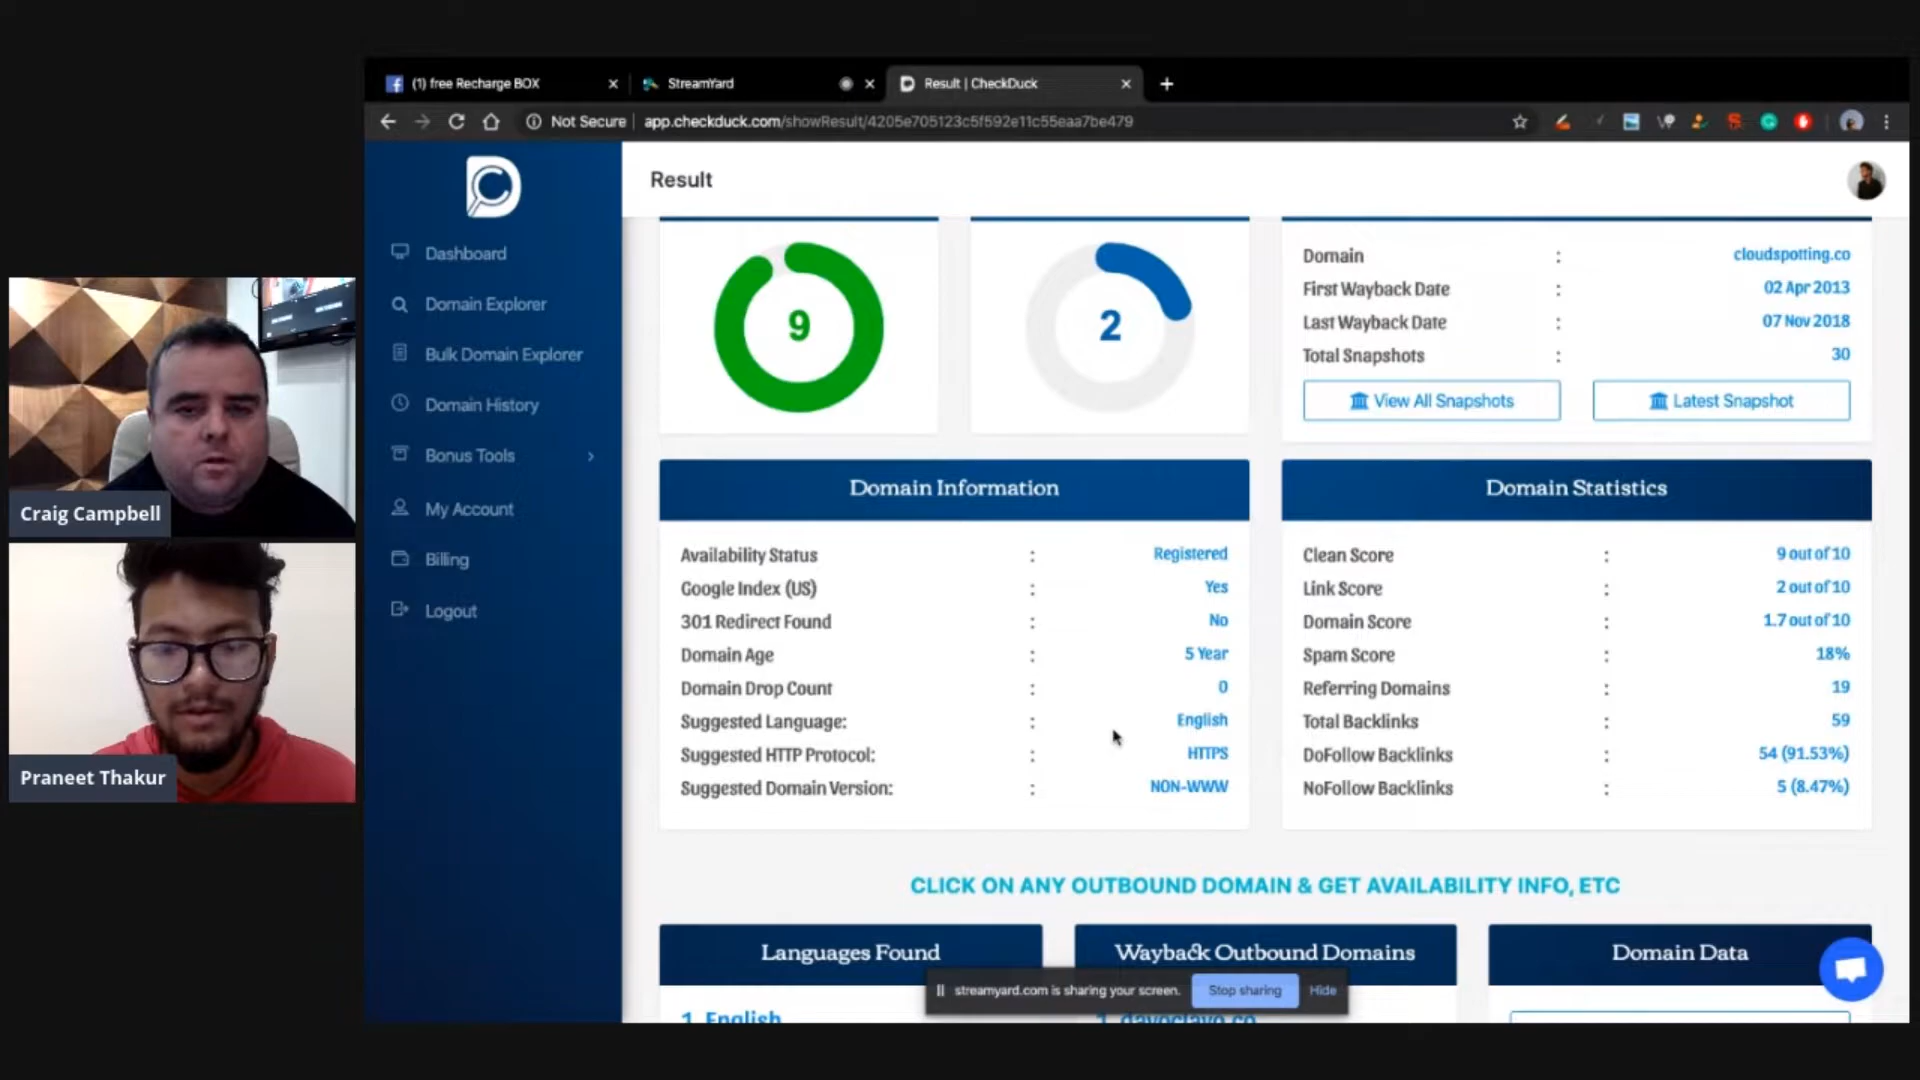 (1) free Recharge BOX
StreamYard
Result | CheckDuck
Not Secure
app.checkduck.com/showResult/4205e705123c5f592e11c55eaa7be479
Result
Dashboard
Domain Explorer
Bulk Domain Explorer
Domain History
Bonus Tools
My Account
Billing
Logout
Craig Campbell
Praneet Thakur
9
2
Domain : cloudspotting.co
First Wayback Date : 02 Apr 2013
Last Wayback Date : 07 Nov 2018
Total Snapshots : 30
View All Snapshots
Latest Snapshot
Domain Information
Availability Status : Registered
Google Index (US) : Yes
301 Redirect Found : No
Domain Age : 5 Year
Domain Drop Count : 0
Suggested Language: : English
Suggested HTTP Protocol: : HTTPS
Suggested Domain Version: : NON-WWW
Domain Statistics
Clean Score : 9 out of 10
Link Score : 2 out of 10
Domain Score : 1.7 out of 10
Spam Score : 18%
Referring Domains : 19
Total Backlinks : 59
DoFollow Backlinks : 54 (91.53%)
NoFollow Backlinks : 5 (8.47%)
CLICK ON ANY OUTBOUND DOMAIN & GET AVAILABILITY INFO, ETC
Languages Found
Wayback Outbound Domains
Domain Data
streamyard.com is sharing your screen.
Stop sharing
Hide
1. English